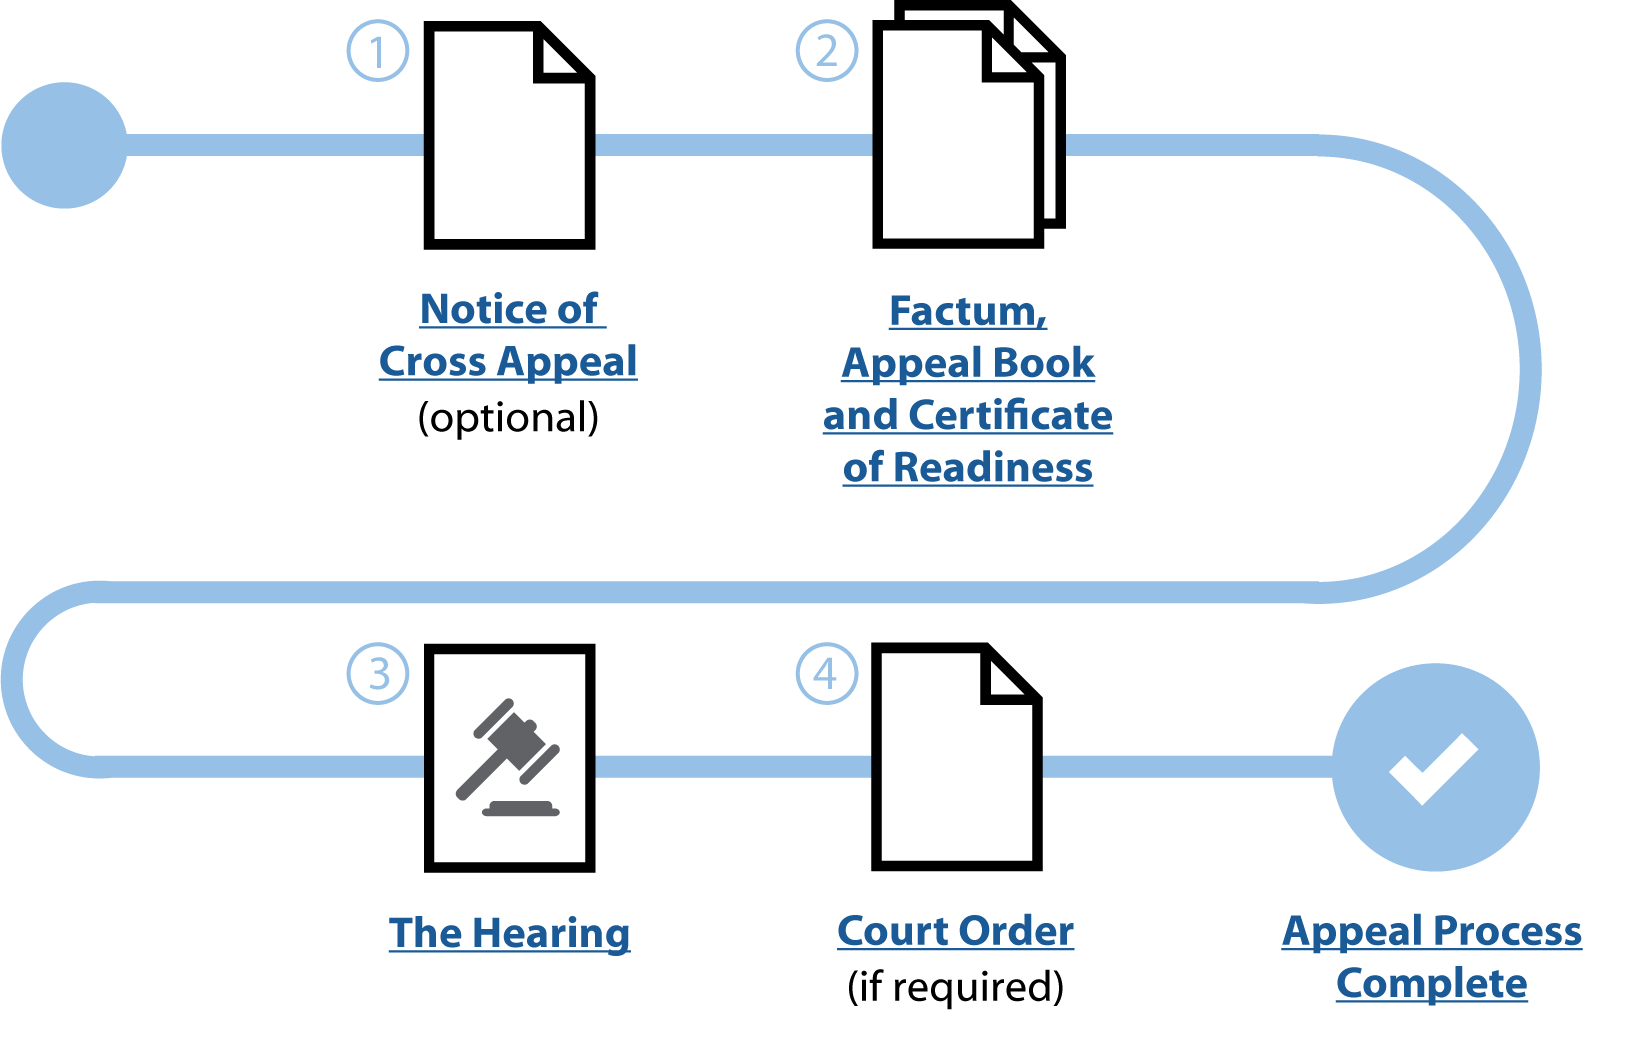 1
2
Notice of
Cross Appeal
(optional)
Factum,
Appeal Book
and Certificate
of Readiness
3
4
The Hearing
Court Order
(if required)
Appeal Process
Complete